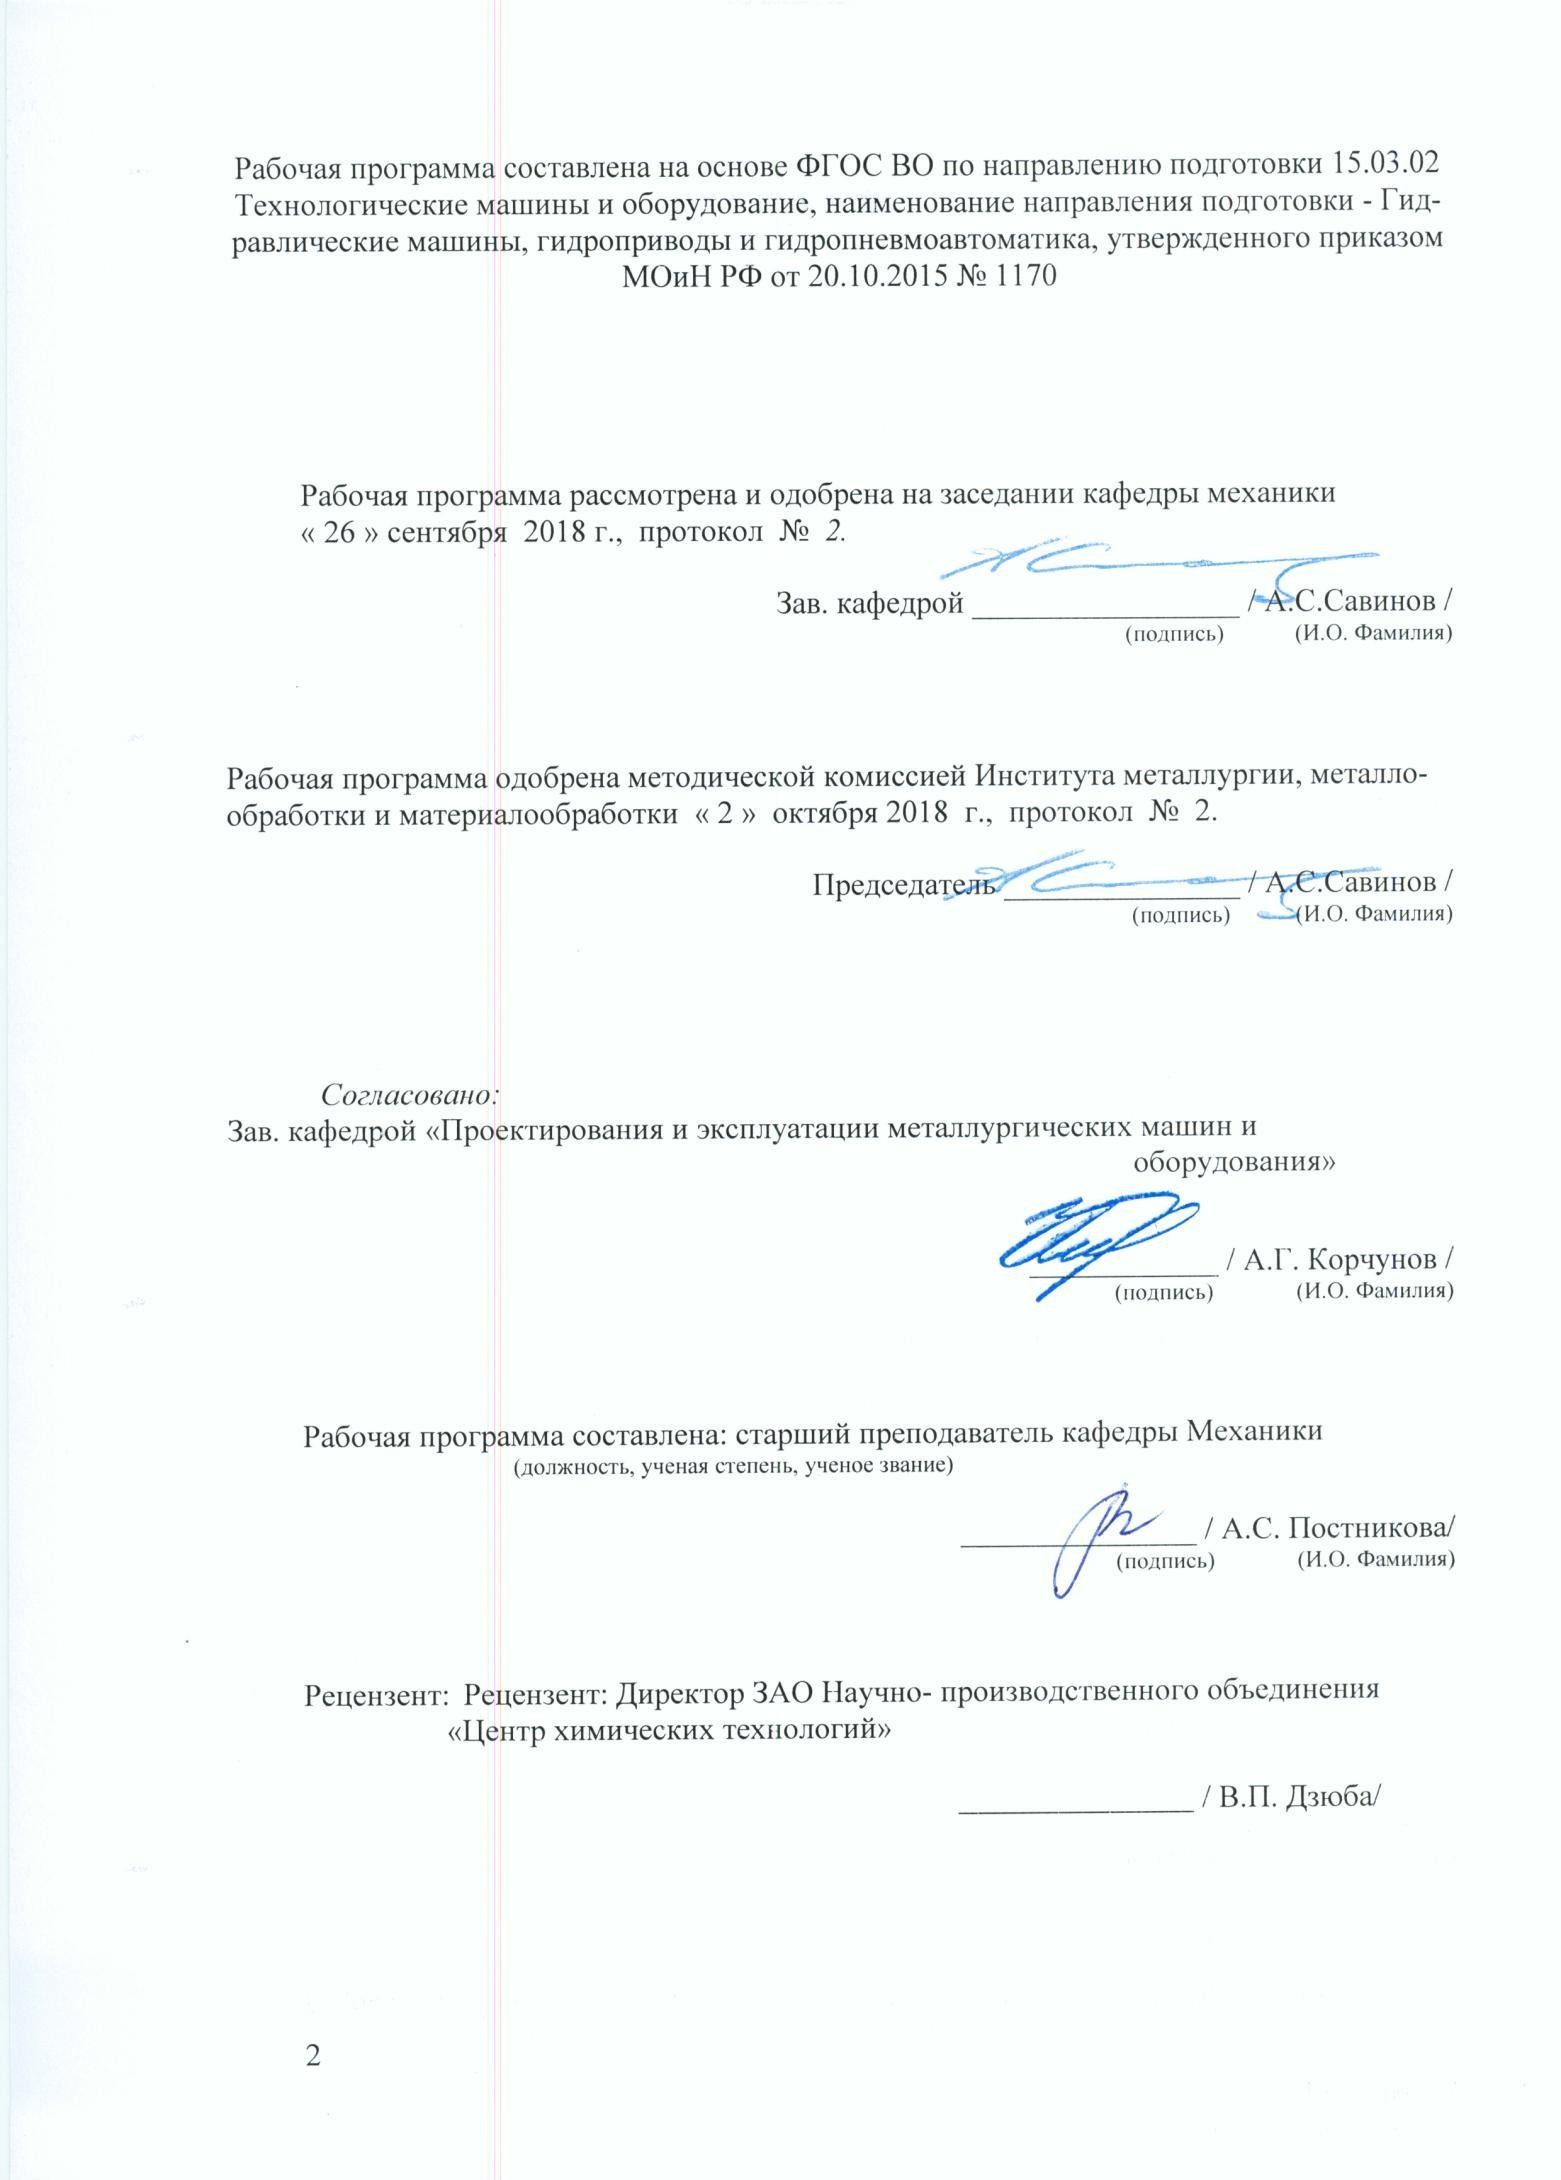 Рабочая программа составлена на основе ФГОС ВО по направлению подготовки 15.03.02
Технологические машины и оборудование, наименование направления подготовки - Гид-
равлические машины, гидроприводы и гидропневмоавтоматика, утвержденного приказом
МОиН РФ от 20.10.2015 № 1170
Рабочая программа рассмотрена и одобрена на заседании кафедры механики
« 26 » сентября 2018 г., протокол № 2.
Зав. кафедрой ________________ / А.С.Савинов /
(подпись) (И.О. Фамилия)
Рабочая программа одобрена методической комиссией Института металлургии, металло-
обработки и материалообработки « 2 » октября 2018 г., протокол № 2.
Председатель ______________ / А.С.Савинов /
(подпись) (И.О. Фамилия)
Согласовано:
Зав. кафедрой «Проектирования и эксплуатации металлургических машин и
оборудования»
____________ / А.Г. Корчунов /
(подпись) (И.О. Фамилия)
Рабочая программа составлена: старший преподаватель кафедры Механики
(должность, ученая степень, ученое звание)
_______________ / А.С. Постникова/
(подпись) (И.О. Фамилия)
Рецензент: Рецензент: Директор ЗАО Научно- производственного объединения
«Центр химических технологий»
_______________ / В.П. Дзюба/
2